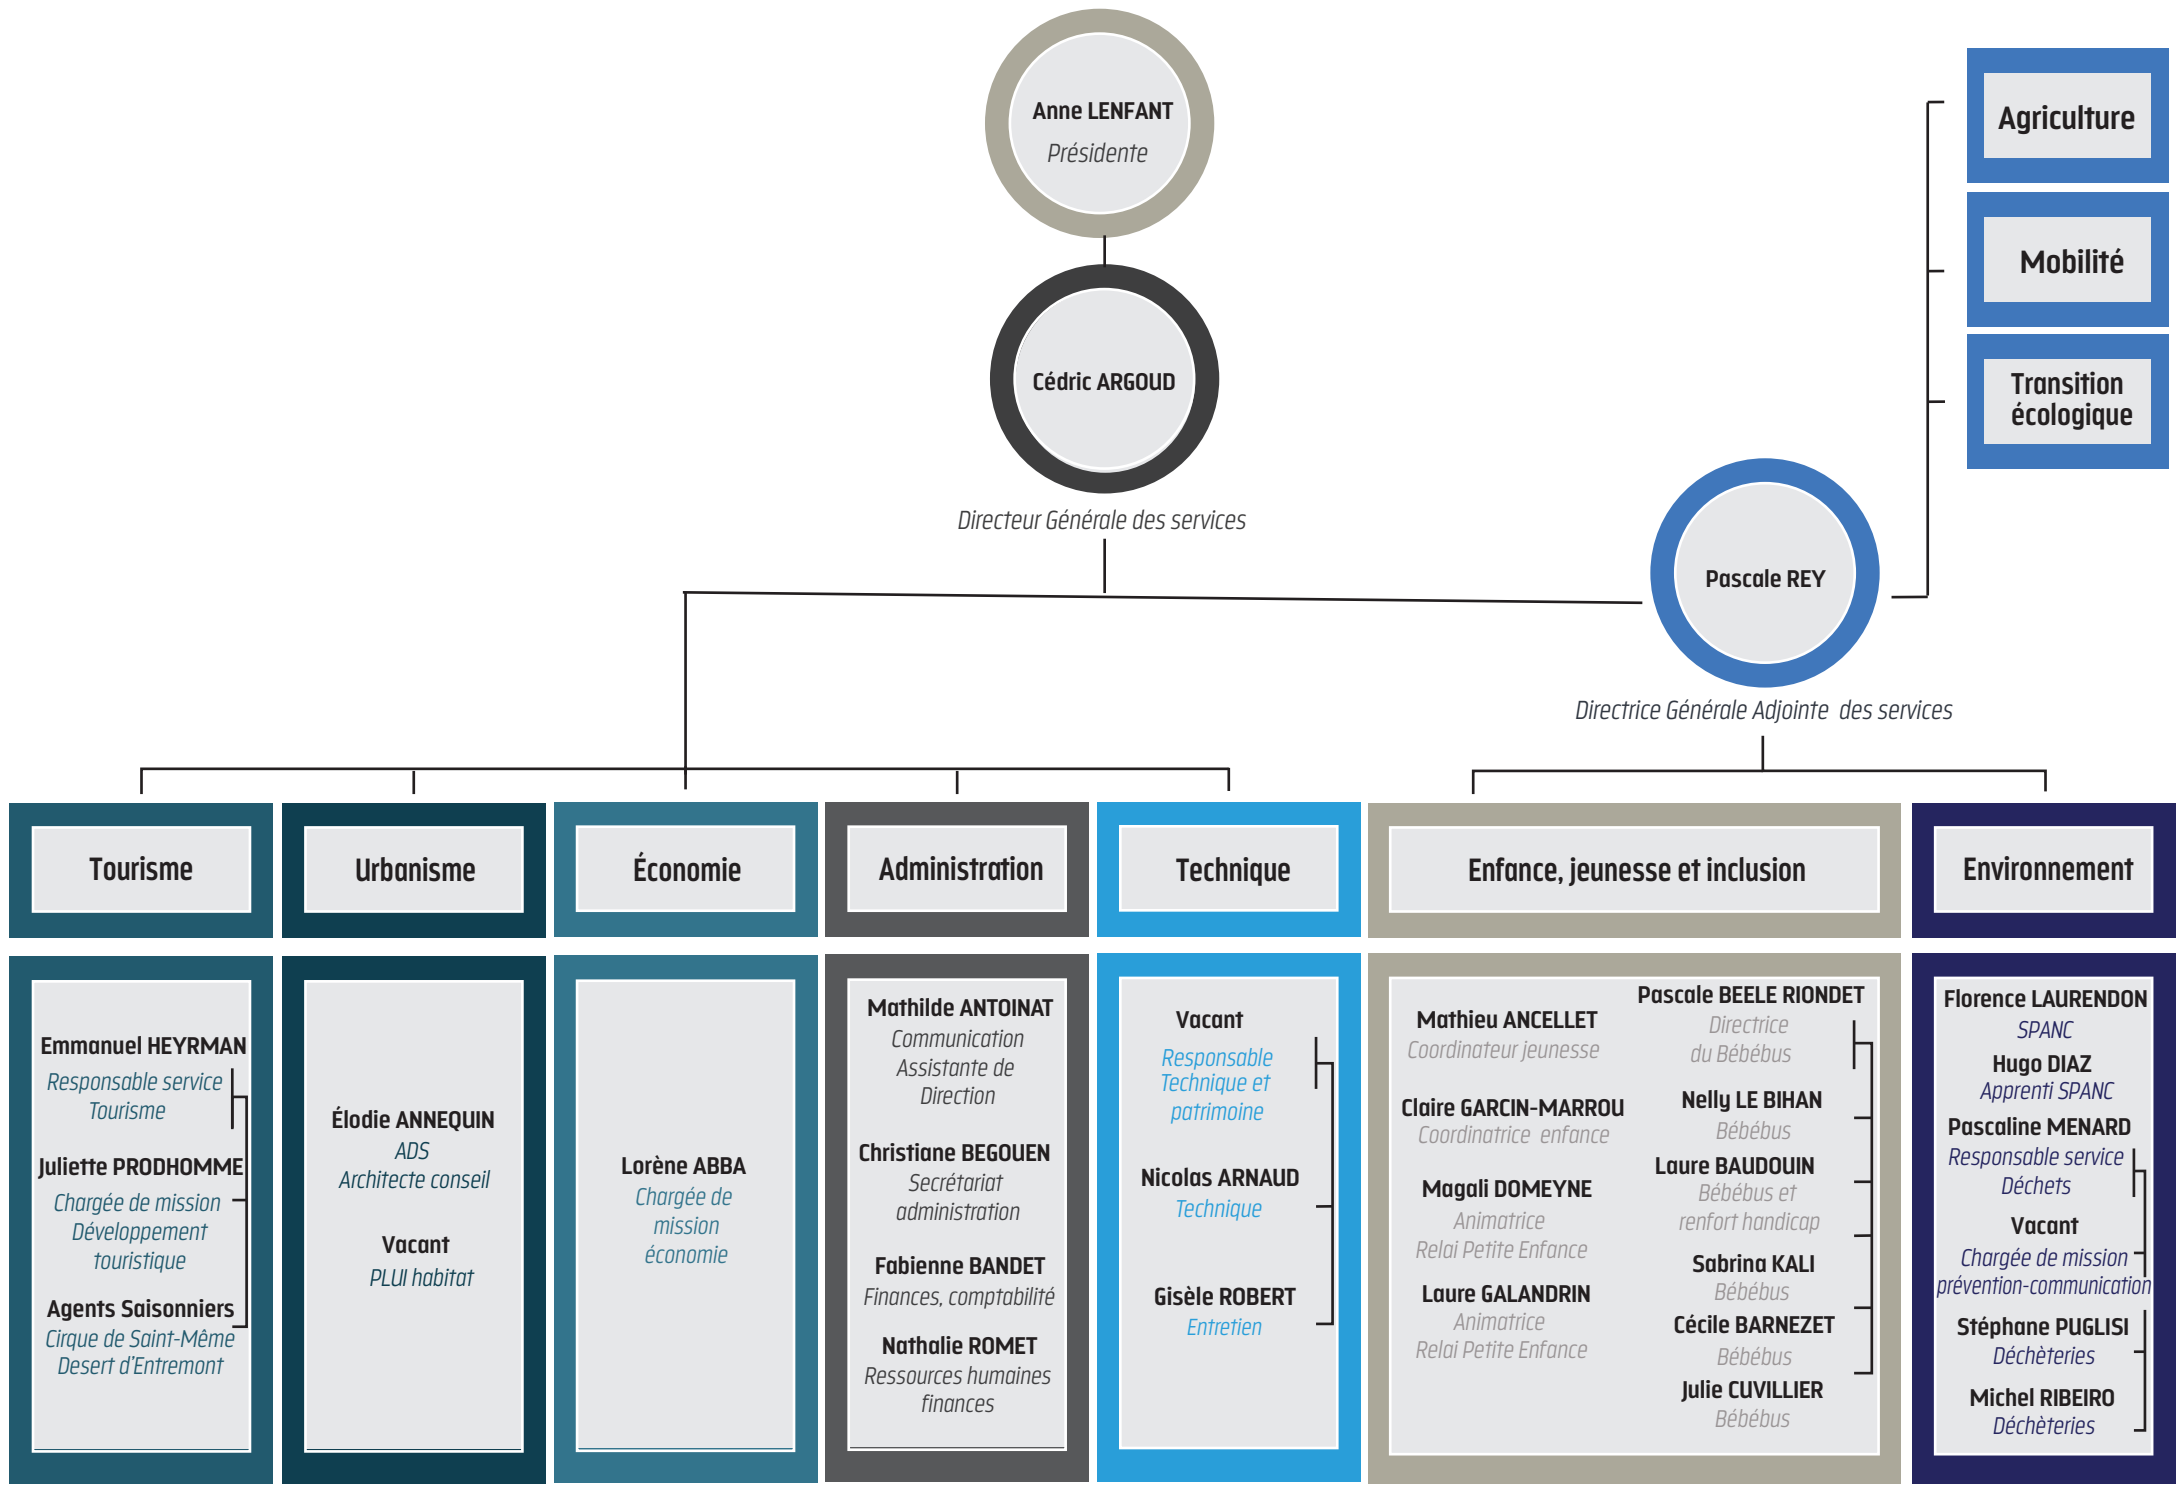 Anne LENFANT
Présidente
Cédric ARGOUD
Directeur Générale des services
Agriculture
Mobilité
Transition
écologique
Pascale REY
Directrice Générale Adjointe des services
Tourisme
Emmanuel HEYRMAN
Responsable service
Tourisme
Juliette PRODHOMME
Chargée de mission
Développement
touristique
Agents Saisonniers
Cirque de Saint-Même
Desert d'Entremont
Urbanisme
Élodie ANNEQUIN
ADS
Architecte conseil
Vacant
PLUI habitat
Économie
Lorène ABBA
Chargée de
mission
économie
Administration
Mathilde ANTOINAT
Communication
Assistante de
Direction
Christiane BEGOUEN
Secrétariat
administration
Fabienne BANDET
Finances, comptabilité
Nathalie ROMET
Ressources humaines
finances
Technique
Vacant
Responsable
Technique et
patrimoine
Nicolas ARNAUD
Technique
Gisèle ROBERT
Entretien
Enfance, jeunesse et inclusion
Mathieu ANCELLET
Coordinateur jeunesse
Claire GARCIN-MARROU
Coordinatrice enfance
Magali DOMEYNE
Animatrice
Relai Petite Enfance
Laure GALANDRIN
Animatrice
Relai Petite Enfance
Pascale BEELE RIONDET
Directrice
du Bébébus
Nelly LE BIHAN
Bébébus
Laure BAUDOUIN
Bébébus et
renfort handicap
Sabrina KALI
Bébébus
Cécile BARNEZET
Bébébus
Julie CUVILLIER
Bébébus
Environnement
Florence LAURENDON
SPANC
Hugo DIAZ
Apprenti SPANC
Pascaline MENARD
Responsable service
Déchets
Vacant
Chargée de mission
prévention-communication
Stéphane PUGLISI
Déchèteries
Michel RIBEIRO
Déchèteries